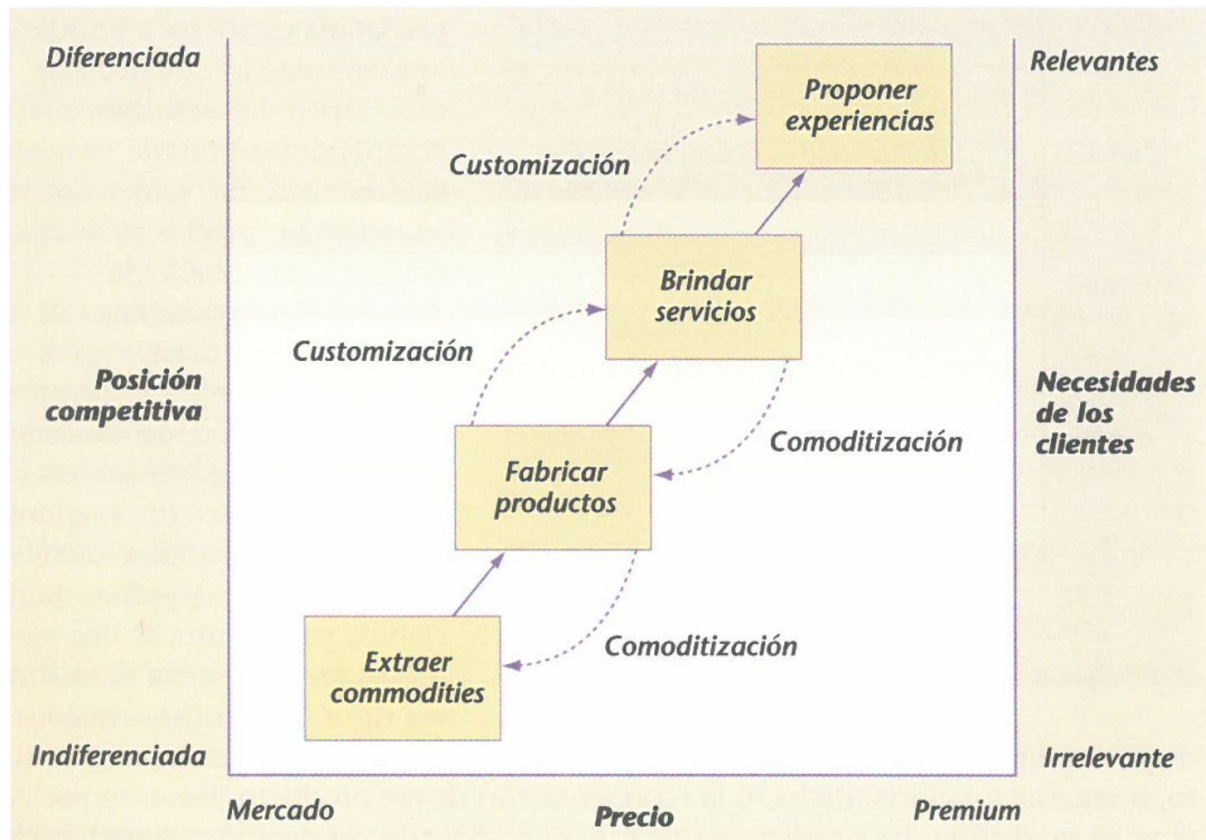 Diferenciada
Relevantes
Proponer
experiencias
Customización
Brindar
servicios
Customización
Posición
competitiva
Necesidades
de los
clientes
Comoditización
Fabricar
productos
Comoditización
Extraer
commodities
Indiferenciada
Irrelevante
Mercado
Precio
Premium